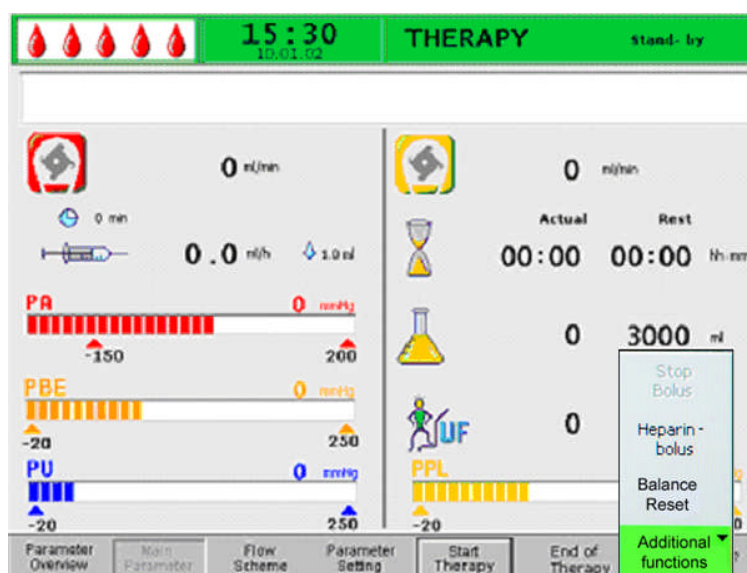 15:30 THERAPY Stand- by
10.01.02
0 ml/min
0 ml/min
0 min
Actual Rest
0.0 ml/h 1.0 ml
00:00 00:00 hh:mm
PA 0 mmHg
-150 200
0 3000 ml
PBE 0 mmHg
-20 250
UF 0
PU 0 mmHg
-20 250
PPL
-20 0
Stop
Bolus
Heparin -
bolus
Balance
Reset
Additional
functions
Parameter
Overview
Main
Parameter
Flow
Scheme
Parameter
Setting
Start
Therapy
End of
Therapy
?